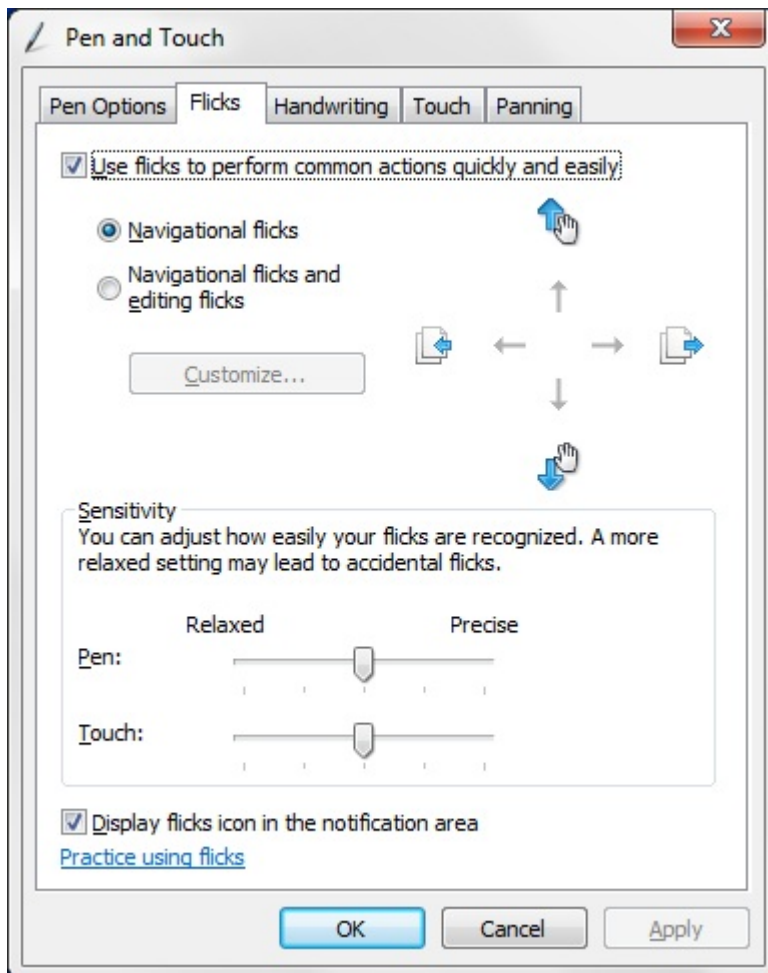 Pen and Touch
Pen Options Flicks Handwriting Touch Panning
Use flicks to perform common actions quickly and easily
Navigational flicks
Navigational flicks and
editing flicks
Customize...
Sensitivity
You can adjust how easily your flicks are recognized. A more
relaxed setting may lead to accidental flicks.
Relaxed Precise
Pen:
Touch:
Display flicks icon in the notification area
Practice using flicks
OK Cancel Apply